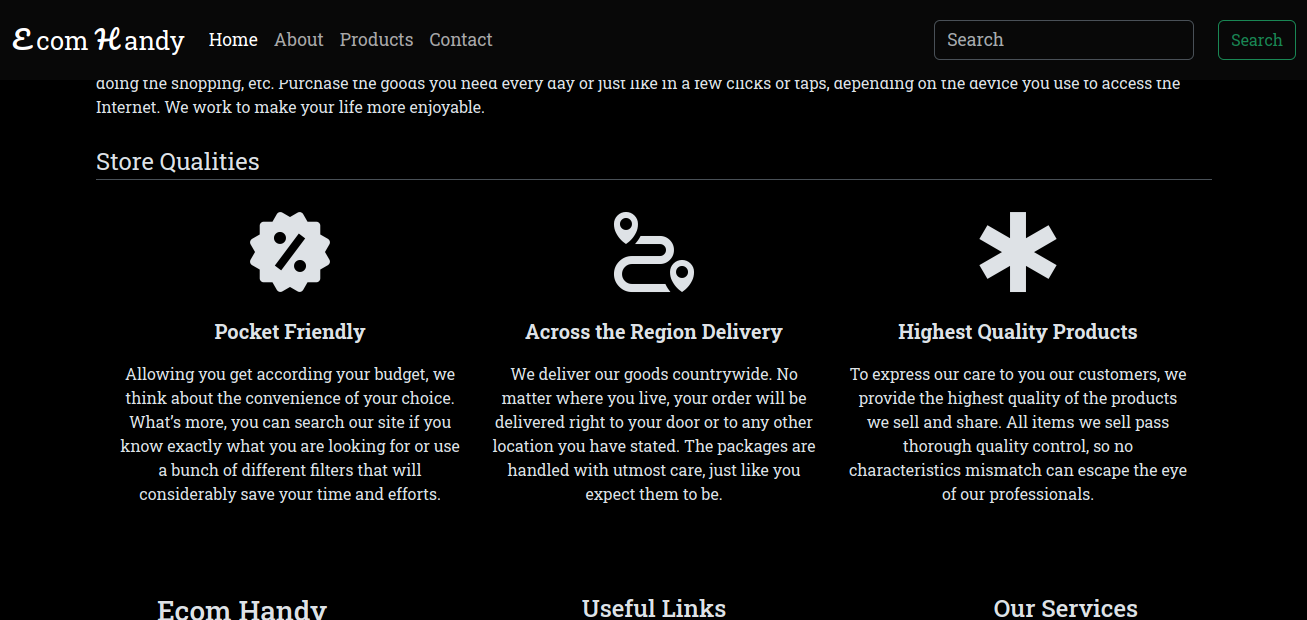 Ecom Handy Home About Products Contact Search Search
doing the shopping, etc. Purchase the goods you need every day or just like in a few clicks or taps, depending on the device you use to access the
Internet. We work to make your life more enjoyable.
Store Qualities
Pocket Friendly
Allowing you get according your budget, we
think about the convenience of your choice.
What's more, you can search our site if you
know exactly what you are looking for or use
a bunch of different filters that will
considerably save your time and efforts.
Across the Region Delivery
We deliver our goods countrywide. No
matter where you live, your order will be
delivered right to your door or to any other
location you have stated. The packages are
handled with utmost care, just like you
expect them to be.
Highest Quality Products
To express our care to you our customers, we
provide the highest quality of the products
we sell and share. All items we sell pass
thorough quality control, so no
characteristics mismatch can escape the eye
of our professionals.
Ecom Handy
Useful Links
Our Services